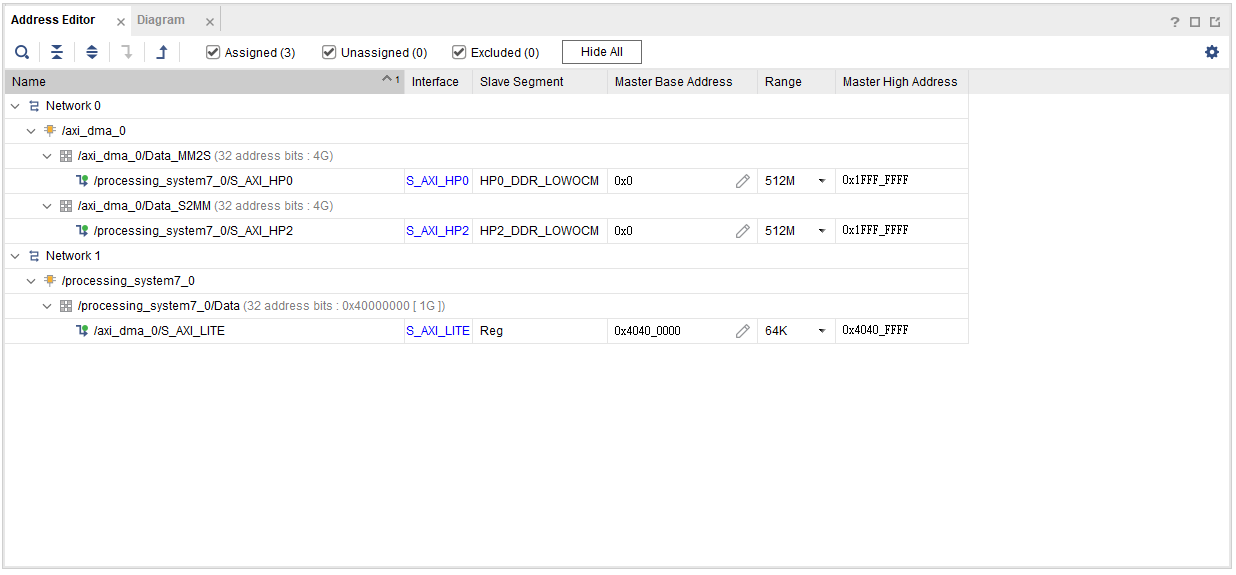 Address Editor × Diagram ×
?
Assigned (3) Unassigned (0) Excluded (0) Hide All
Name 1 Interface Slave Segment Master Base Address Range Master High Address
Network 0
/axi_dma_0
/axi_dma_0/Data_MM2S (32 address bits : 4G)
/processing_system7_0/S_AXI_HP0 S_AXI_HP0 HP0_DDR_LOWOCM 0x0 512M 0x1FFF_FFFF
/axi_dma_0/Data_S2MM (32 address bits : 4G)
/processing_system7_0/S_AXI_HP2 S_AXI_HP2 HP2_DDR_LOWOCM 0x0 512M 0x1FFF_FFFF
Network 1
/processing_system7_0
/processing_system7_0/Data (32 address bits : 0x40000000 [ 1G ])
/axi_dma_0/S_AXI_LITE S_AXI_LITE Reg 0x4040_0000 64K 0x4040_FFFF